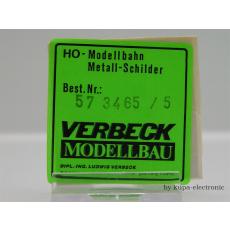 HO-Modellbahn
Metall-Schilder
Best. Nr.:
57 3465 / 5
VERBECK
MODELLBAU
DIPL.-ING. LUDWIG VERBECK
by kupa-electronic